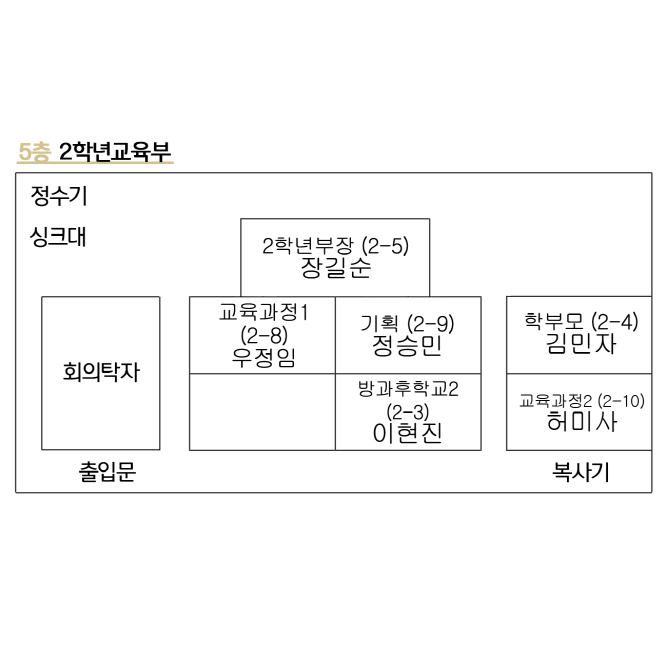 5층 2학년교육부
정수기
싱크대
2학년부장 (2-5)
장길순
회의탁자
교육과정1
(2-8)
우정임
기획 (2-9)
정승민
방과후학교2
(2-3)
이현진
학부모 (2-4)
김민자
교육과정2 (2-10)
허미사
출입문
복사기